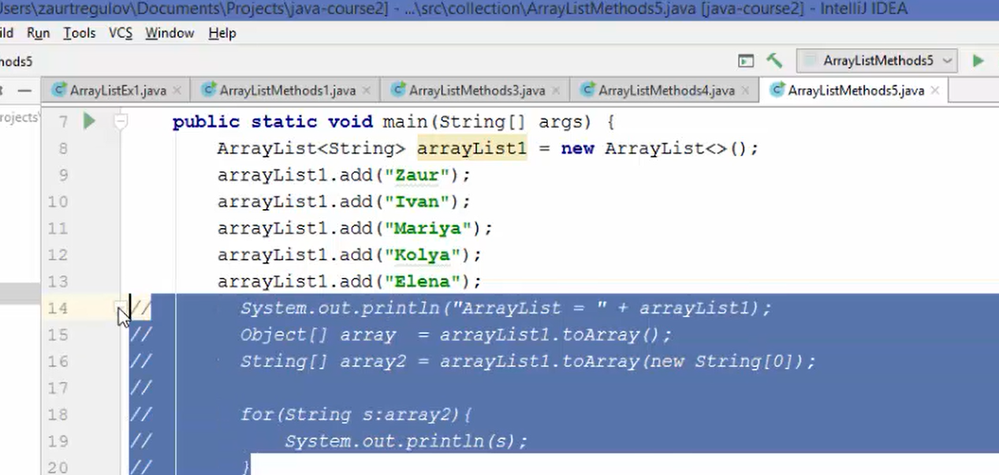 Users\zaurtregulov\Documents\Projects\java-course2] - ...\src\collection\ArrayListMethods5.java [java-course2] - IntelliJ IDEA
ild Run Tools VCS Window Help
hods5 ArrayListMethods5
ArrayListEx1.java ArrayListMethods1.java ArrayListMethods3.java ArrayListMethods4.java ArrayListMethods5.java
rojects\
7 public static void main(String[] args) {
8 ArrayList<String> arrayList1 = new ArrayList<>();
9 arrayList1.add("Zaur");
10 arrayList1.add("Ivan");
11 arrayList1.add("Mariya");
12 arrayList1.add("Kolya");
13 arrayList1.add("Elena");
14 // System.out.println("ArrayList = " + arrayList1);
15 // Object[] array  = arrayList1.toArray();
16 // String[] array2 = arrayList1.toArray(new String[0]);
17 //
18 // for(String s:array2){
19 // System.out.println(s);
20 // }